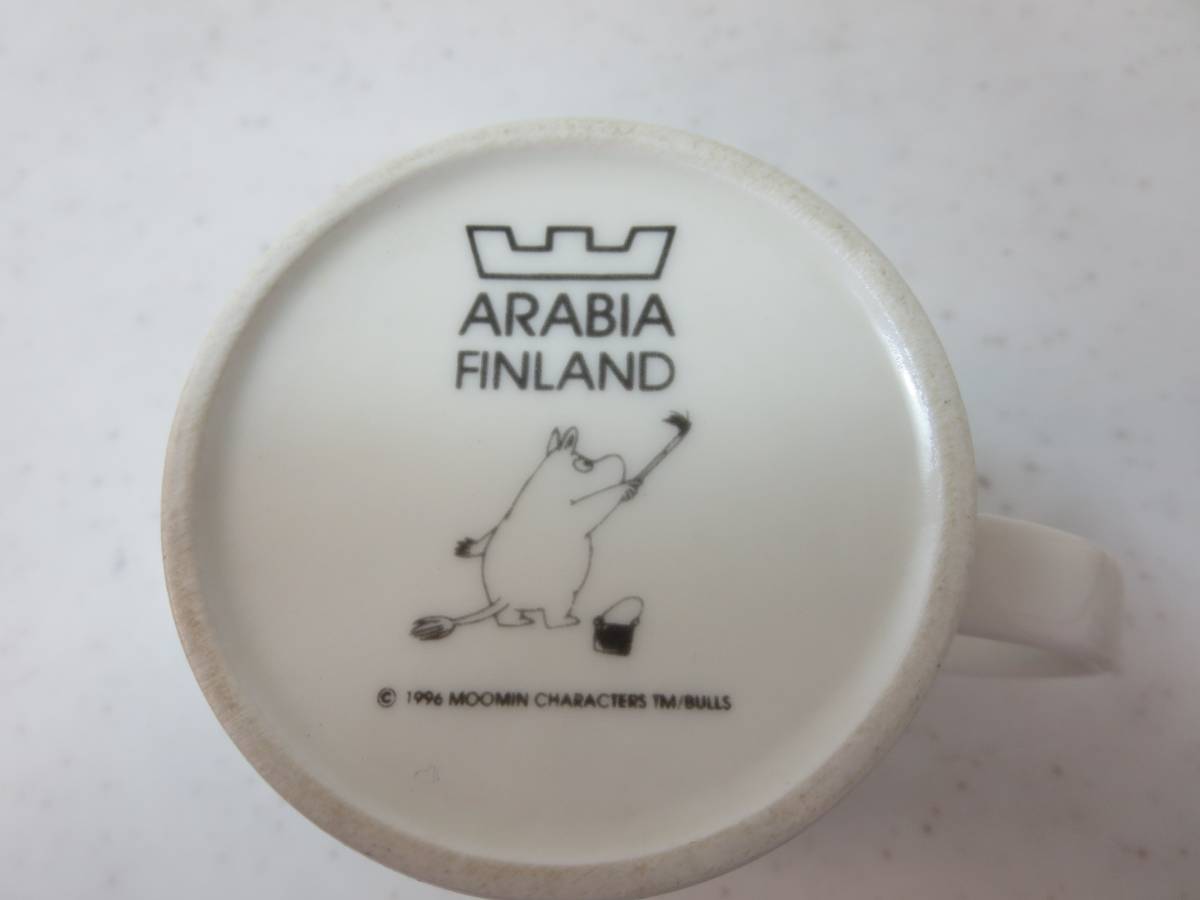 ARABIA
FINLAND
© 1996 MOOMIN CHARACTERS TM/BULLS